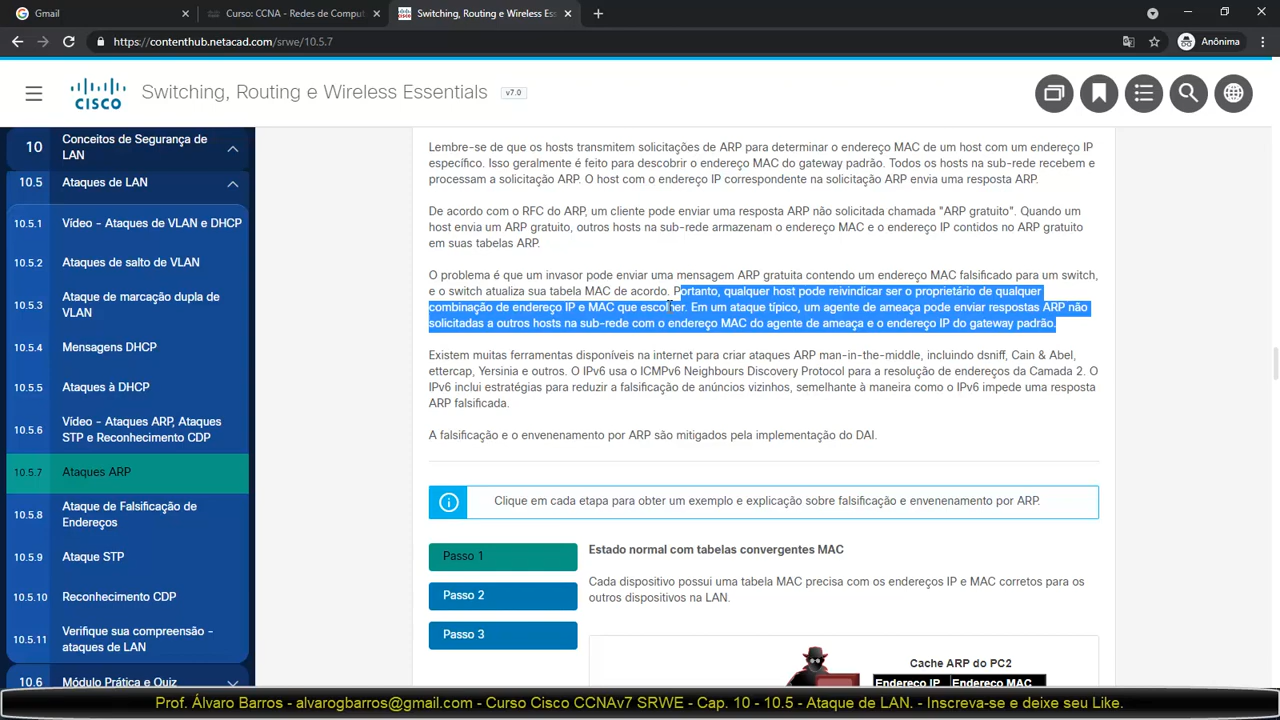 Gmail
Curso: CCNA - Redes de Comput
Switching, Routing e Wireless Ess
https://contenthub.netacad.com/srwe/10.5.7
Anônima
CISCO
Switching, Routing e Wireless Essentials
v7.0
10 Conceitos de Segurança de LAN
10.5 Ataques de LAN
10.5.1 Vídeo – Ataques de VLAN e DHCP
10.5.2 Ataques de salto de VLAN
10.5.3 Ataque de marcação dupla de VLAN
10.5.4 Mensagens DHCP
10.5.5 Ataques à DHCP
10.5.6 Vídeo – Ataques ARP, Ataques STP e Reconhecimento CDP
10.5.7 Ataques ARP
10.5.8 Ataque de Falsificação de Endereços
10.5.9 Ataque STP
10.5.10 Reconhecimento CDP
10.5.11 Verifique sua compreensão - ataques de LAN
10.6 Módulo Prática e Quiz
Lembre-se de que os hosts transmitem solicitações de ARP para determinar o endereço MAC de um host com um endereço IP
específico. Isso geralmente é feito para descobrir o endereço MAC do gateway padrão. Todos os hosts na sub-rede recebem e
processam a solicitação ARP. O host com o endereço IP correspondente na solicitação ARP envia uma resposta ARP.
De acordo com o RFC do ARP, um cliente pode enviar uma resposta ARP não solicitada chamada "ARP gratuito". Quando um
host envia um ARP gratuito, outros hosts na sub-rede armazenam o endereço MAC e o endereço IP contidos no ARP gratuito
em suas tabelas ARP.
O problema é que um invasor pode enviar uma mensagem ARP gratuita contendo um endereço MAC falsificado para um switch,
e o switch atualiza sua tabela MAC de acordo. Portanto, qualquer host pode reivindicar ser o proprietário de qualquer
combinação de endereço IP e MAC que escolher. Em um ataque típico, um agente de ameaça pode enviar respostas ARP não
solicitadas a outros hosts na sub-rede com o endereço MAC do agente de ameaça e o endereço IP do gateway padrão.
Existem muitas ferramentas disponíveis na internet para criar ataques ARP man-in-the-middle, incluindo dsniff, Cain & Abel,
ettercap, Yersinia e outros. O IPv6 usa o ICMPv6 Neighbours Discovery Protocol para a resolução de endereços da Camada 2. O
IPv6 inclui estratégias para reduzir a falsificação de anúncios vizinhos, semelhante à maneira como o IPv6 impede uma resposta
ARP falsificada.
A falsificação e o envenenamento por ARP são mitigados pela implementação do DAI.
Clique em cada etapa para obter um exemplo e explicação sobre falsificação e envenenamento por ARP.
Passo 1
Passo 2
Passo 3
Estado normal com tabelas convergentes MAC
Cada dispositivo possui uma tabela MAC precisa com os endereços IP e MAC corretos para os
outros dispositivos na LAN.
Cache ARP do PC2
Endereço IP Endereço MAC
Prof. Álvaro Barros - alvarogbarros@gmail.com - Curso Cisco CCNAv7 SRWE - Cap. 10 - 10.5 - Ataque de LAN. - Inscreva-se e deixe seu Like.